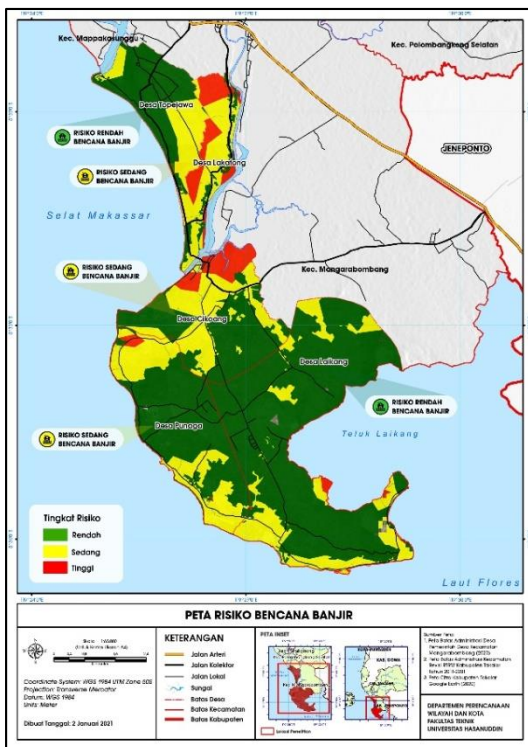 Kec. Mappakasunggu
Kec. Polombangkeng Selatan
Desa Topejawa
JENEPONTO
RISIKO RENDAH
BENCANA BANJIR
Desa Lakatong
RISIKO SEDANG
BENCANA BANJIR
Selat Makassar
RISIKO SEDANG
BENCANA BANJIR
Kec. Mangarabombang
Desa Cikoang
Desa Laikang
RISIKO RENDAH
BENCANA BANJIR
Desa Punaga
RISIKO SEDANG
BENCANA BANJIR
Teluk Laikang
Tingkat Risiko
Rendah
Sedang
Tinggi
Laut Flores
PETA RISIKO BENCANA BANJIR
KETERANGAN
Jalan Arteri
Jalan Kolektor
Jalan Lokal
Sungai
Batas Desa
Batas Kecamatan
Batas Kabupaten
PETA INSET
Lokasi Penelitian
Sumber Peta:
Coordinate System: WGS 1984 UTM Zone 50S
Projection: Transverse Mercator
Datum: WGS 1984
Units: Meter
Dibuat Tanggal: 2 Januari 2021
DEPARTEMEN PERENCANAAN
WILAYAH DAN KOTA
FAKULTAS TEKNIK
UNIVERSITAS HASANUDDIN